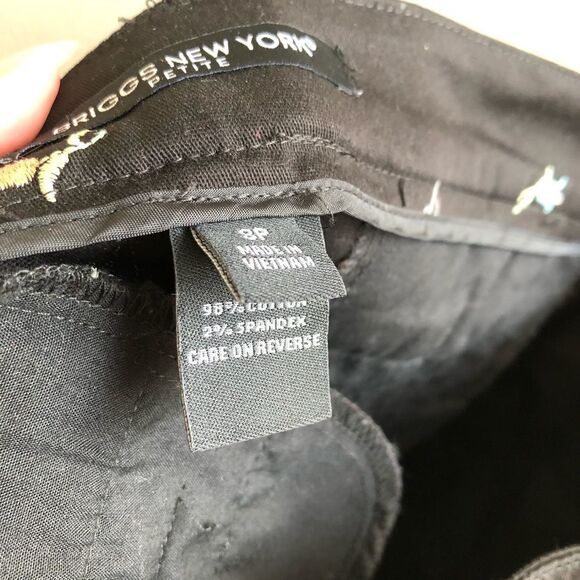 BRIGGS NEW YORK®
PETITE
8P
MADE IN
VIETNAM
98% COTTON
2% SPANDEX
CARE ON REVERSE